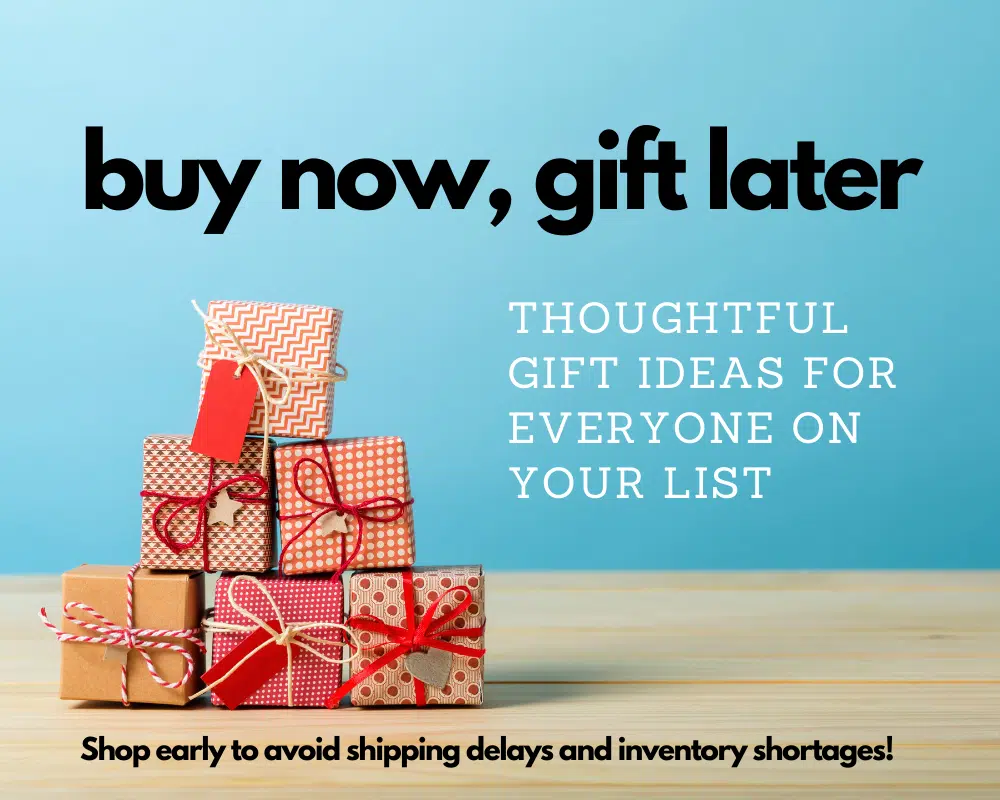 buy now, gift later
THOUGHTFUL
GIFT IDEAS FOR
EVERYONE ON
YOUR LIST
Shop early to avoid shipping delays and inventory shortages!